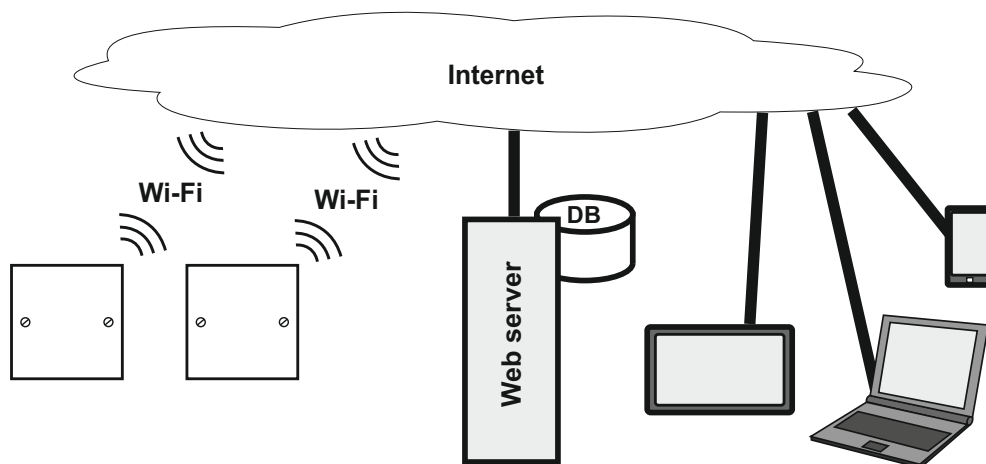 Internet
Wi-Fi
Wi-Fi
DB
Web server